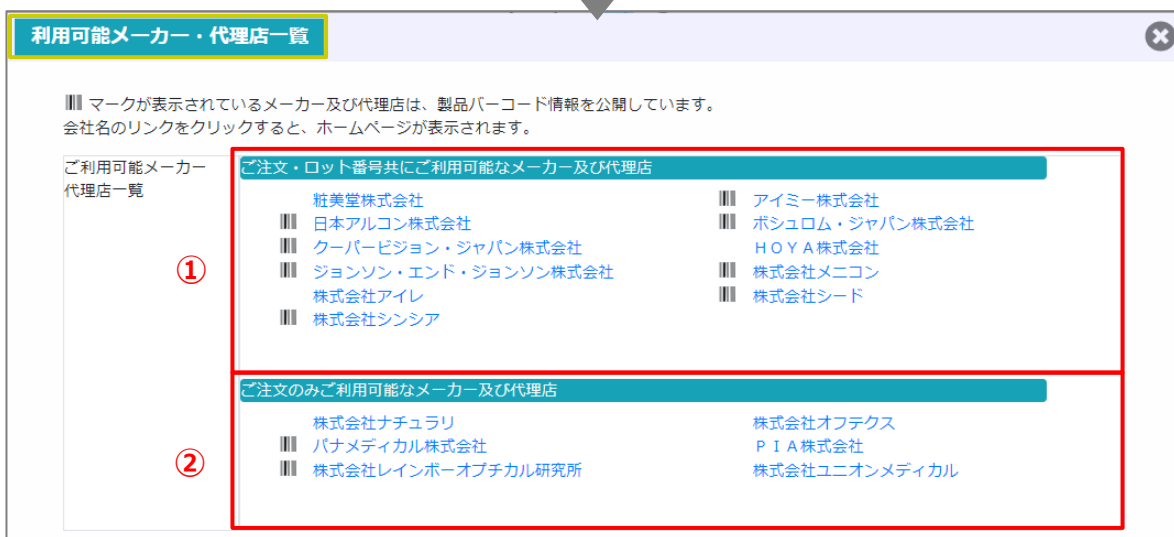 利用可能メーカー・代理店一覧
マークが表示されているメーカー及び代理店は、製品バーコード情報を公開しています。
会社名のリンクをクリックすると、ホームページが表示されます。
ご利用可能メーカー
代理店一覧
①
ご注文・ロット番号共にご利用可能なメーカー及び代理店
粧美堂株式会社 アイミー株式会社
日本アルコン株式会社 ボシュロム・ジャパン株式会社
クーパービジョン・ジャパン株式会社 ＨＯＹＡ株式会社
ジョンソン・エンド・ジョンソン株式会社 株式会社メニコン
株式会社アイレ 株式会社シード
株式会社シンシア
②
ご注文のみご利用可能なメーカー及び代理店
株式会社ナチュラリ 株式会社オフテクス
パナメディカル株式会社 ＰＩＡ株式会社
株式会社レインボーオプチカル研究所 株式会社ユニオンメディカル